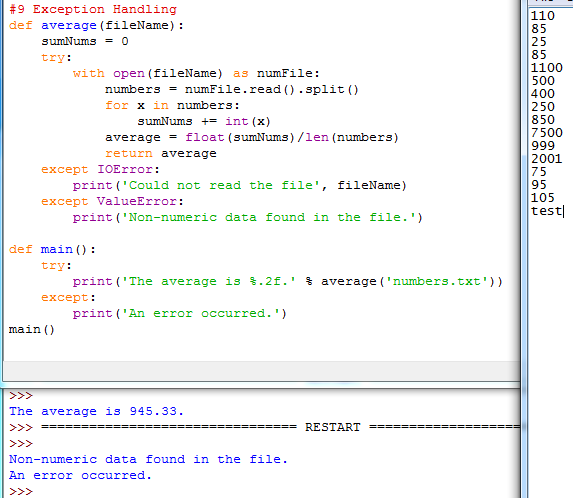 #9 Exception Handling
def average(fileName):
    sumNums = 0
    try:
        with open(fileName) as numFile:
            numbers = numFile.read().split()
            for x in numbers:
                sumNums += int(x)
            average = float(sumNums)/len(numbers)
            return average
    except IOError:
        print('Could not read the file', fileName)
    except ValueError:
        print('Non-numeric data found in the file.')
def main():
    try:
        print('The average is %.2f.' % average('numbers.txt'))
    except:
        print('An error occurred.')
main()
>>>
The average is 945.33.
>>> ================================ RESTART ====================
>>>
Non-numeric data found in the file.
An error occurred.
>>>
110
85
25
85
1100
500
400
250
850
7500
999
2001
75
95
105
test